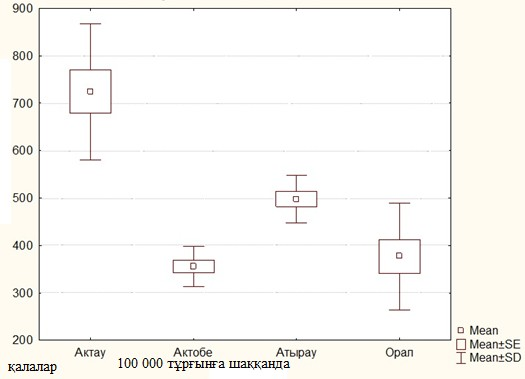 900
800
700
600
500
400
300
200
Актау Актобе Атырау Орал
қалалар 100 000 тұрғынға шаққанда
Mean
Mean±SE
Mean±SD